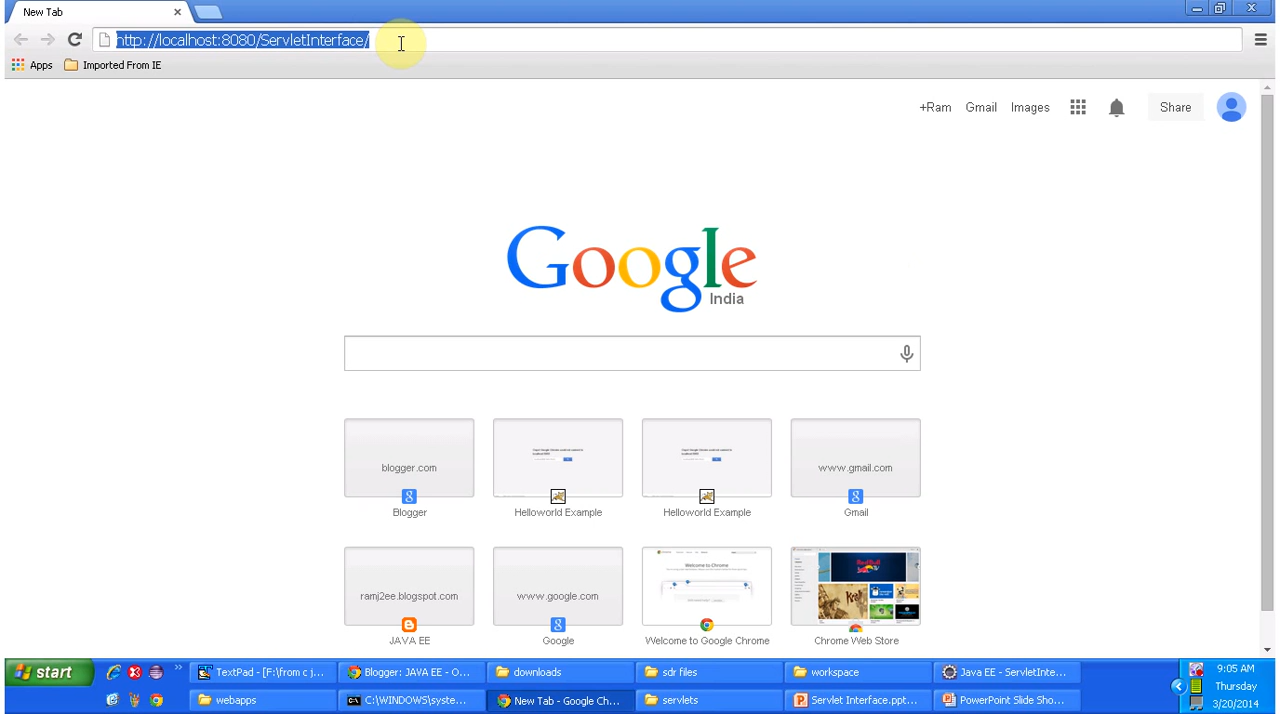 New Tab
http://localhost:8080/ServletInterface/
Apps
Imported From IE
+Ram
Gmail
Images
Share
Google
India
blogger.com
www.gmail.com
Blogger
Helloworld Example
Helloworld Example
Gmail
ramj2ee.blogspot.com
www.google.com
Welcome to Chrome
JAVA EE
Google
Welcome to Google Chrome
Chrome Web Store
start
TextPad - [F:\from c j...
Blogger: JAVA EE - O...
downloads
sdr files
workspace
Java EE - ServletInte...
9:05 AM
Thursday
webapps
C:\WINDOWS\syste...
New Tab - Google Ch...
servlets
Servlet Interface.ppt...
PowerPoint Slide Sho...
3/20/2014